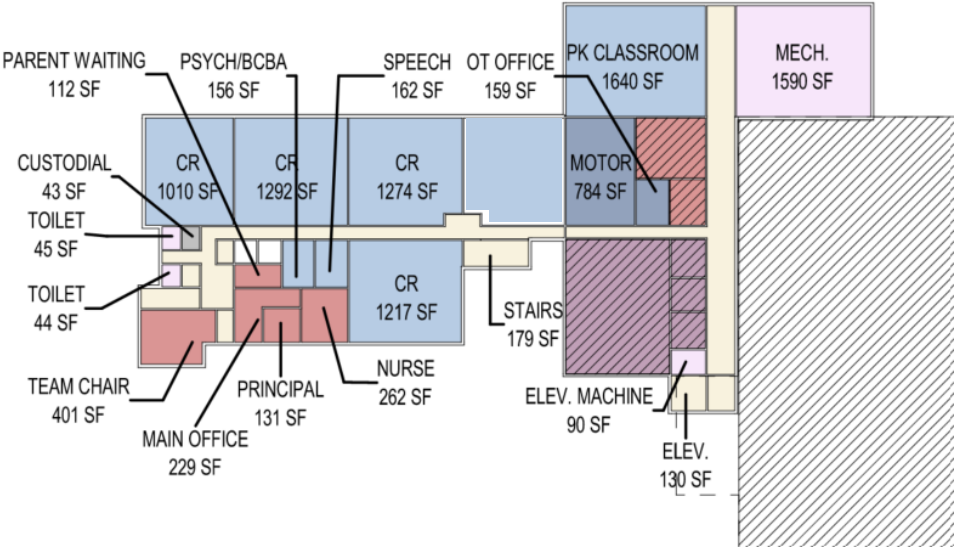 PARENT WAITING
112 SF
PSYCH/BCBA
156 SF
SPEECH
162 SF
OT OFFICE
159 SF
PK CLASSROOM
1640 SF
MECH.
1590 SF
CUSTODIAL
43 SF
CR
1010 SF
CR
1292 SF
CR
1274 SF
MOTOR
784 SF
TOILET
45 SF
TOILET
44 SF
CR
1217 SF
STAIRS
179 SF
TEAM CHAIR
401 SF
PRINCIPAL
131 SF
NURSE
262 SF
MAIN OFFICE
229 SF
ELEV. MACHINE
90 SF
ELEV.
130 SF